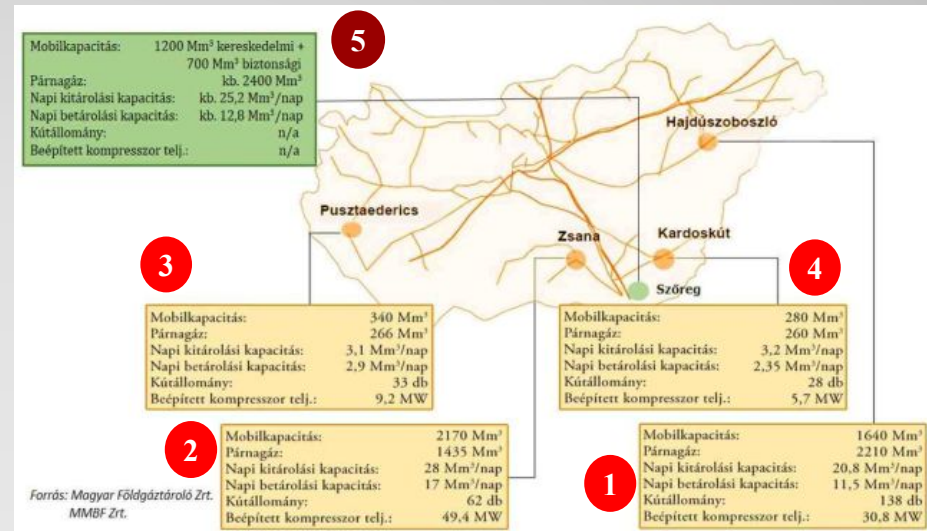 5
Mobilkapacitás: 1200 Mm³ kereskedelmi +
700 Mm³ biztonsági
Párnagáz: kb. 2400 Mm³
Napi kitárolási kapacitás: kb. 25,2 Mm³/nap
Napi betárolási kapacitás: kb. 12,8 Mm³/nap
Kútállomány: n/a
Beépített kompresszor telj.: n/a
Hajdúszoboszló
Pusztaederics
Zsana
Kardoskút
Szőreg
3
Mobilkapacitás: 340 Mm³
Párnagáz: 266 Mm³
Napi kitárolási kapacitás: 3,1 Mm³/nap
Napi betárolási kapacitás: 2,9 Mm³/nap
Kútállomány: 33 db
Beépített kompresszor telj.: 9,2 MW
4
Mobilkapacitás: 280 Mm³
Párnagáz: 260 Mm³
Napi kitárolási kapacitás: 3,2 Mm³/nap
Napi betárolási kapacitás: 2,35 Mm³/nap
Kútállomány: 28 db
Beépített kompresszor telj.: 5,7 MW
2
Mobilkapacitás: 2170 Mm³
Párnagáz: 1435 Mm³
Napi kitárolási kapacitás: 28 Mm³/nap
Napi betárolási kapacitás: 17 Mm³/nap
Kútállomány: 62 db
Beépített kompresszor telj.: 49,4 MW
1
Mobilkapacitás: 1640 Mm³
Párnagáz: 2210 Mm³
Napi kitárolási kapacitás: 20,8 Mm³/nap
Napi betárolási kapacitás: 11,5 Mm³/nap
Kútállomány: 138 db
Beépített kompresszor telj.: 30,8 MW
Forrás: Magyar Földgáztároló Zrt.
MMBF Zrt.